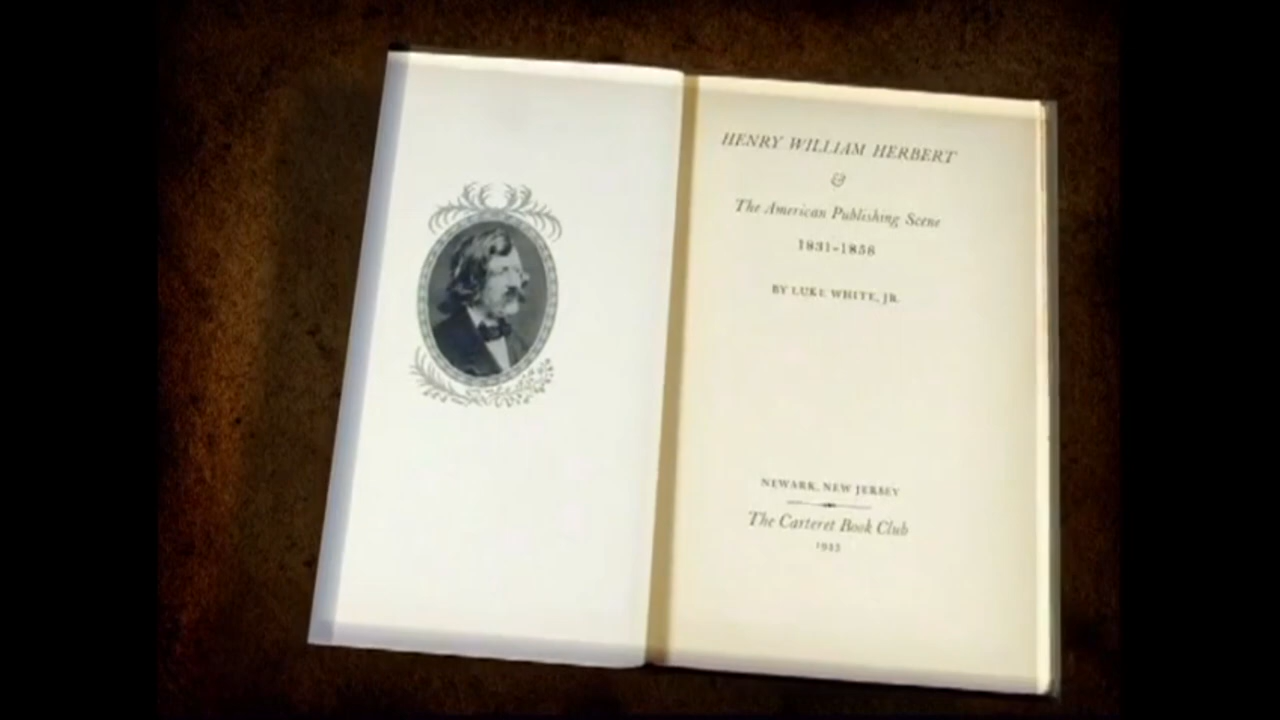 HENRY WILLIAM HERBERT
&
The American Publishing Scene
1831-1858
BY LUKE WHITE, JR.
NEWARK, NEW JERSEY
The Carteret Book Club
1943